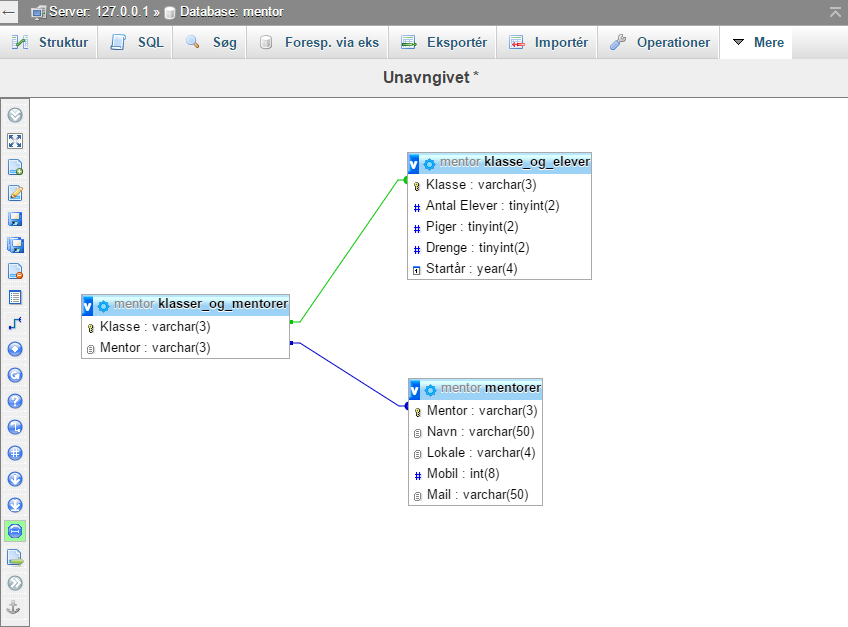 Server: 127.0.0.1 » Database: mentor
Struktur SQL Søg Foresp. via eks Eksportér Importér Operationer Mere
Unavngivet *
mentor klasse_og_elever
Klasse : varchar(3)
Antal Elever : tinyint(2)
Piger : tinyint(2)
Drenge : tinyint(2)
Startår : year(4)
mentor klasser_og_mentorer
Klasse : varchar(3)
Mentor : varchar(3)
mentor mentorer
Mentor : varchar(3)
Navn : varchar(50)
Lokale : varchar(4)
Mobil : int(8)
Mail : varchar(50)